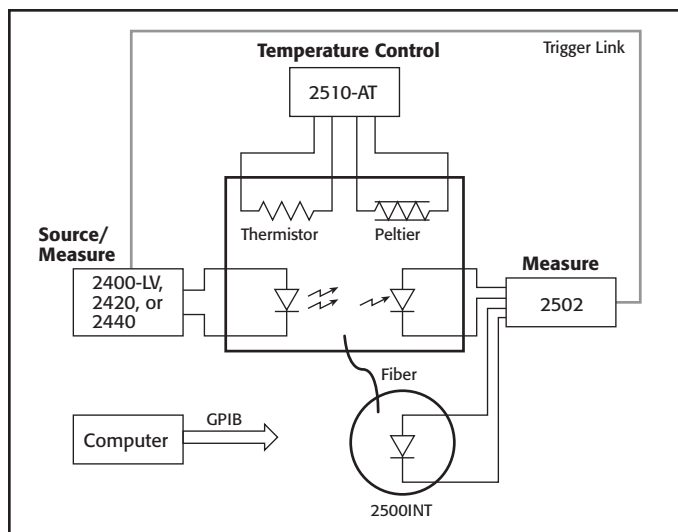 Trigger Link
Temperature Control
2510-AT
Thermistor
Peltier
Source/
Measure
2400-LV,
2420, or
2440
Measure
2502
Fiber
Computer
GPIB
2500INT